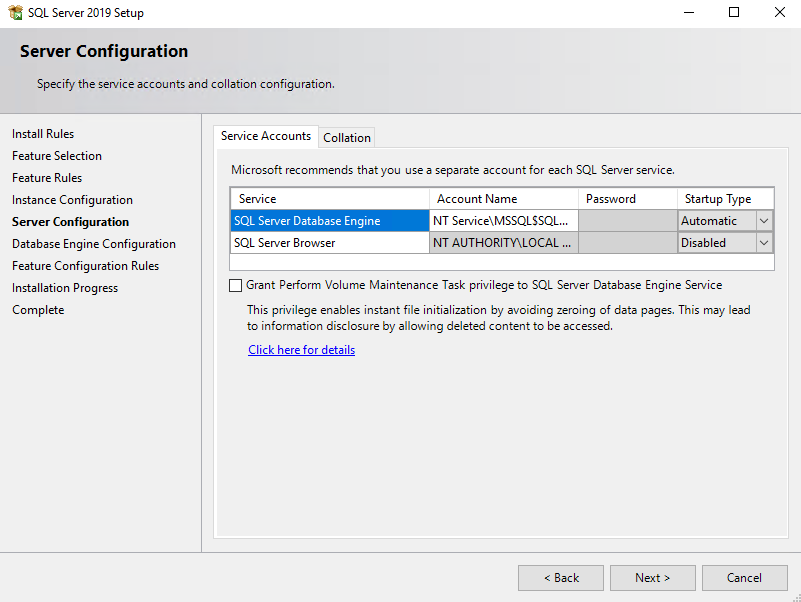 SQL Server 2019 Setup
Server Configuration
Specify the service accounts and collation configuration.
Install Rules
Feature Selection
Feature Rules
Instance Configuration
Server Configuration
Database Engine Configuration
Feature Configuration Rules
Installation Progress
Complete
Service Accounts Collation
Microsoft recommends that you use a separate account for each SQL Server service.
Service Account Name Password Startup Type
SQL Server Database Engine NT Service\MSSQL$SQL... Automatic
SQL Server Browser NT AUTHORITY\LOCAL ... Disabled
Grant Perform Volume Maintenance Task privilege to SQL Server Database Engine Service
This privilege enables instant file initialization by avoiding zeroing of data pages. This may lead
to information disclosure by allowing deleted content to be accessed.
Click here for details
< Back Next > Cancel